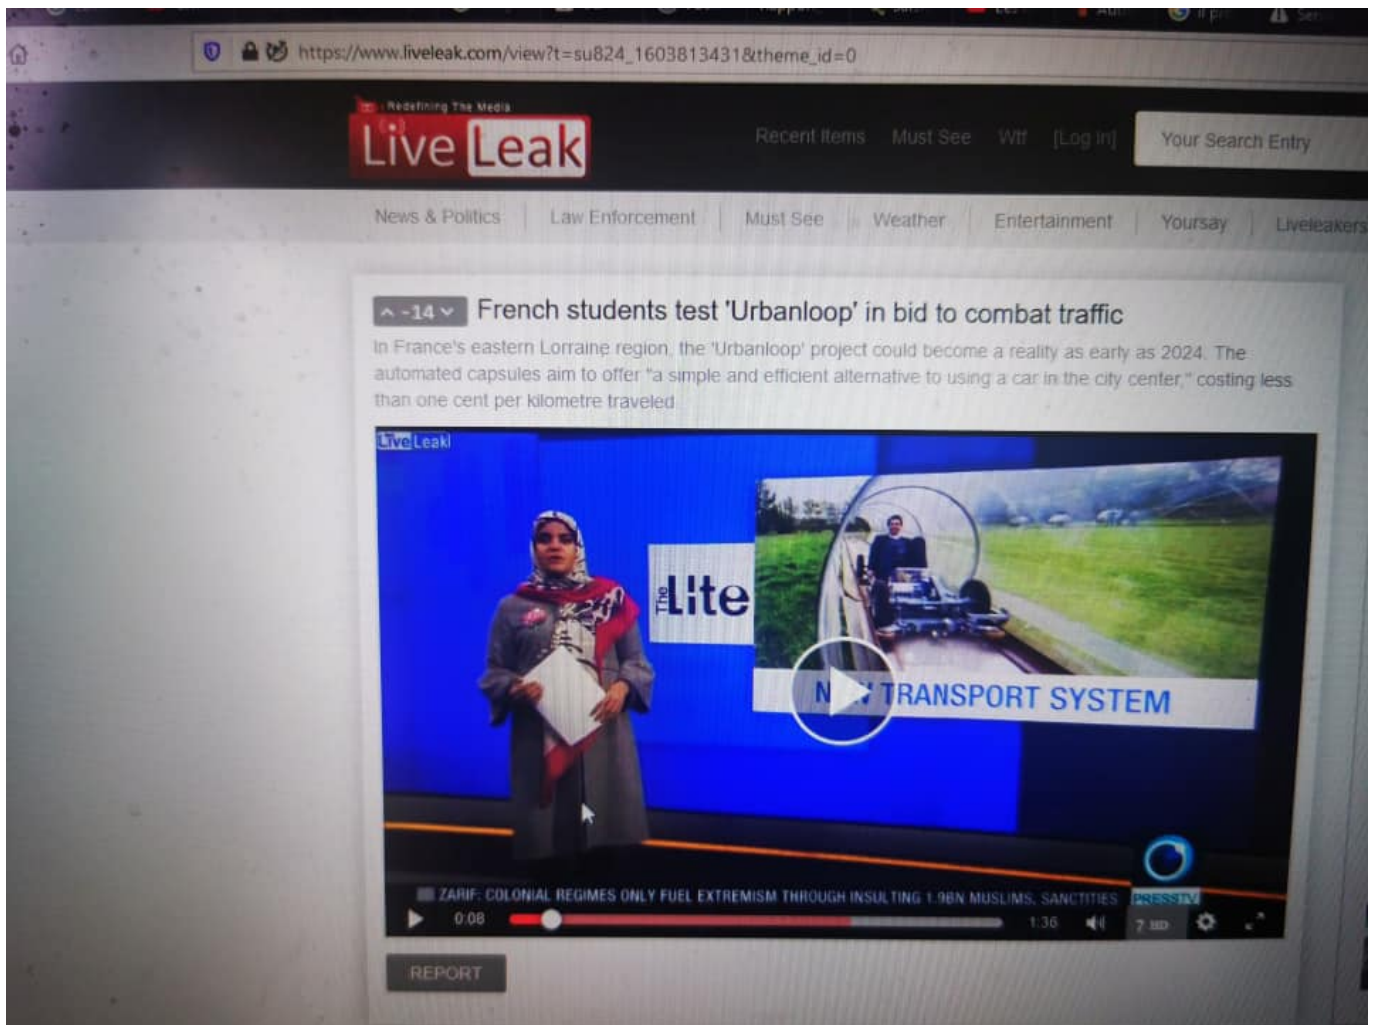 https://www.liveleak.com/view?t=su824_1603813431&theme_id=0
Redefining The Media
LiveLeak
Recent Items Must See Wtf [Log In] Your Search Entry
News & Politics Law Enforcement Must See Weather Entertainment Yoursay Liveleakers
-14 French students test 'Urbanloop' in bid to combat traffic
In France's eastern Lorraine region, the 'Urbanloop' project could become a reality as early as 2024. The
automated capsules aim to offer "a simple and efficient alternative to using a car in the city center," costing less
than one cent per kilometre traveled
LiveLeak
The Lite
TRANSPORT SYSTEM
ZARIF: COLONIAL REGIMES ONLY FUEL EXTREMISM THROUGH INSULTING 1.9BN MUSLIMS, SANCTITIES PRESSTV
0:08 1:36 HD
REPORT